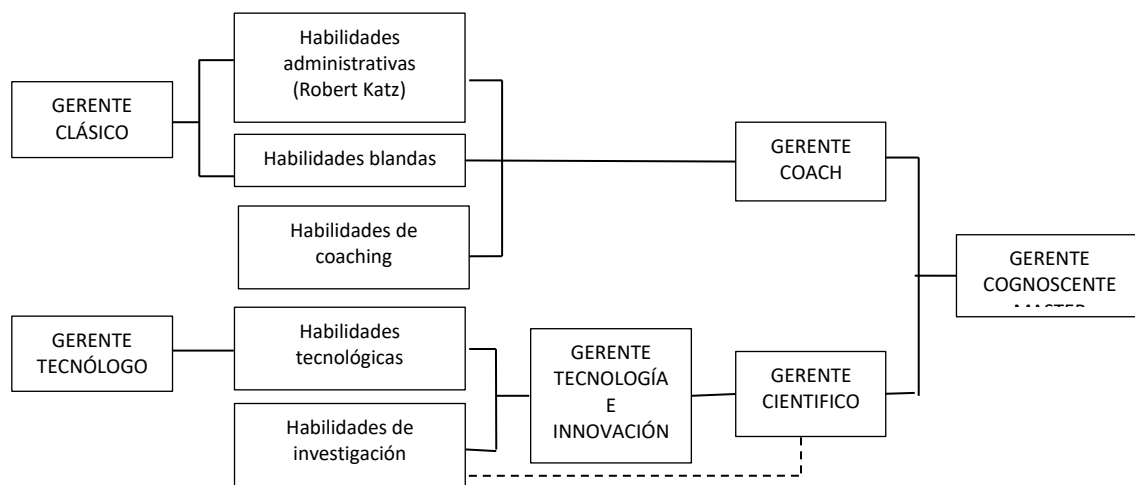 Habilidades
administrativas
(Robert Katz)
GERENTE
CLÁSICO
Habilidades blandas
GERENTE
COACH
Habilidades de
coaching
GERENTE
COGNOSCENTE
MASTER
GERENTE
TECNÓLOGO
Habilidades
tecnológicas
GERENTE
TECNOLOGÍA
E
INNOVACIÓN
GERENTE
CIENTIFICO
Habilidades de
investigación